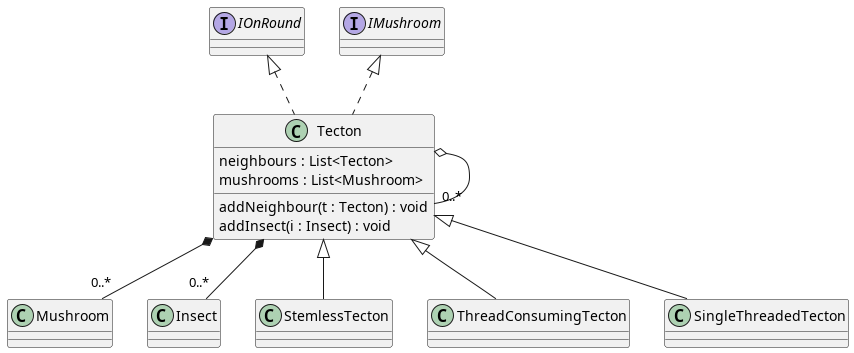 I IOnRound
I IMushroom
C Tecton
neighbours : List<Tecton>
mushrooms : List<Mushroom>
addNeighbour(t : Tecton) : void
addInsect(i : Insect) : void
0..*
0..*
0..*
C Mushroom
C Insect
C StemlessTecton
C ThreadConsumingTecton
C SingleThreadedTecton